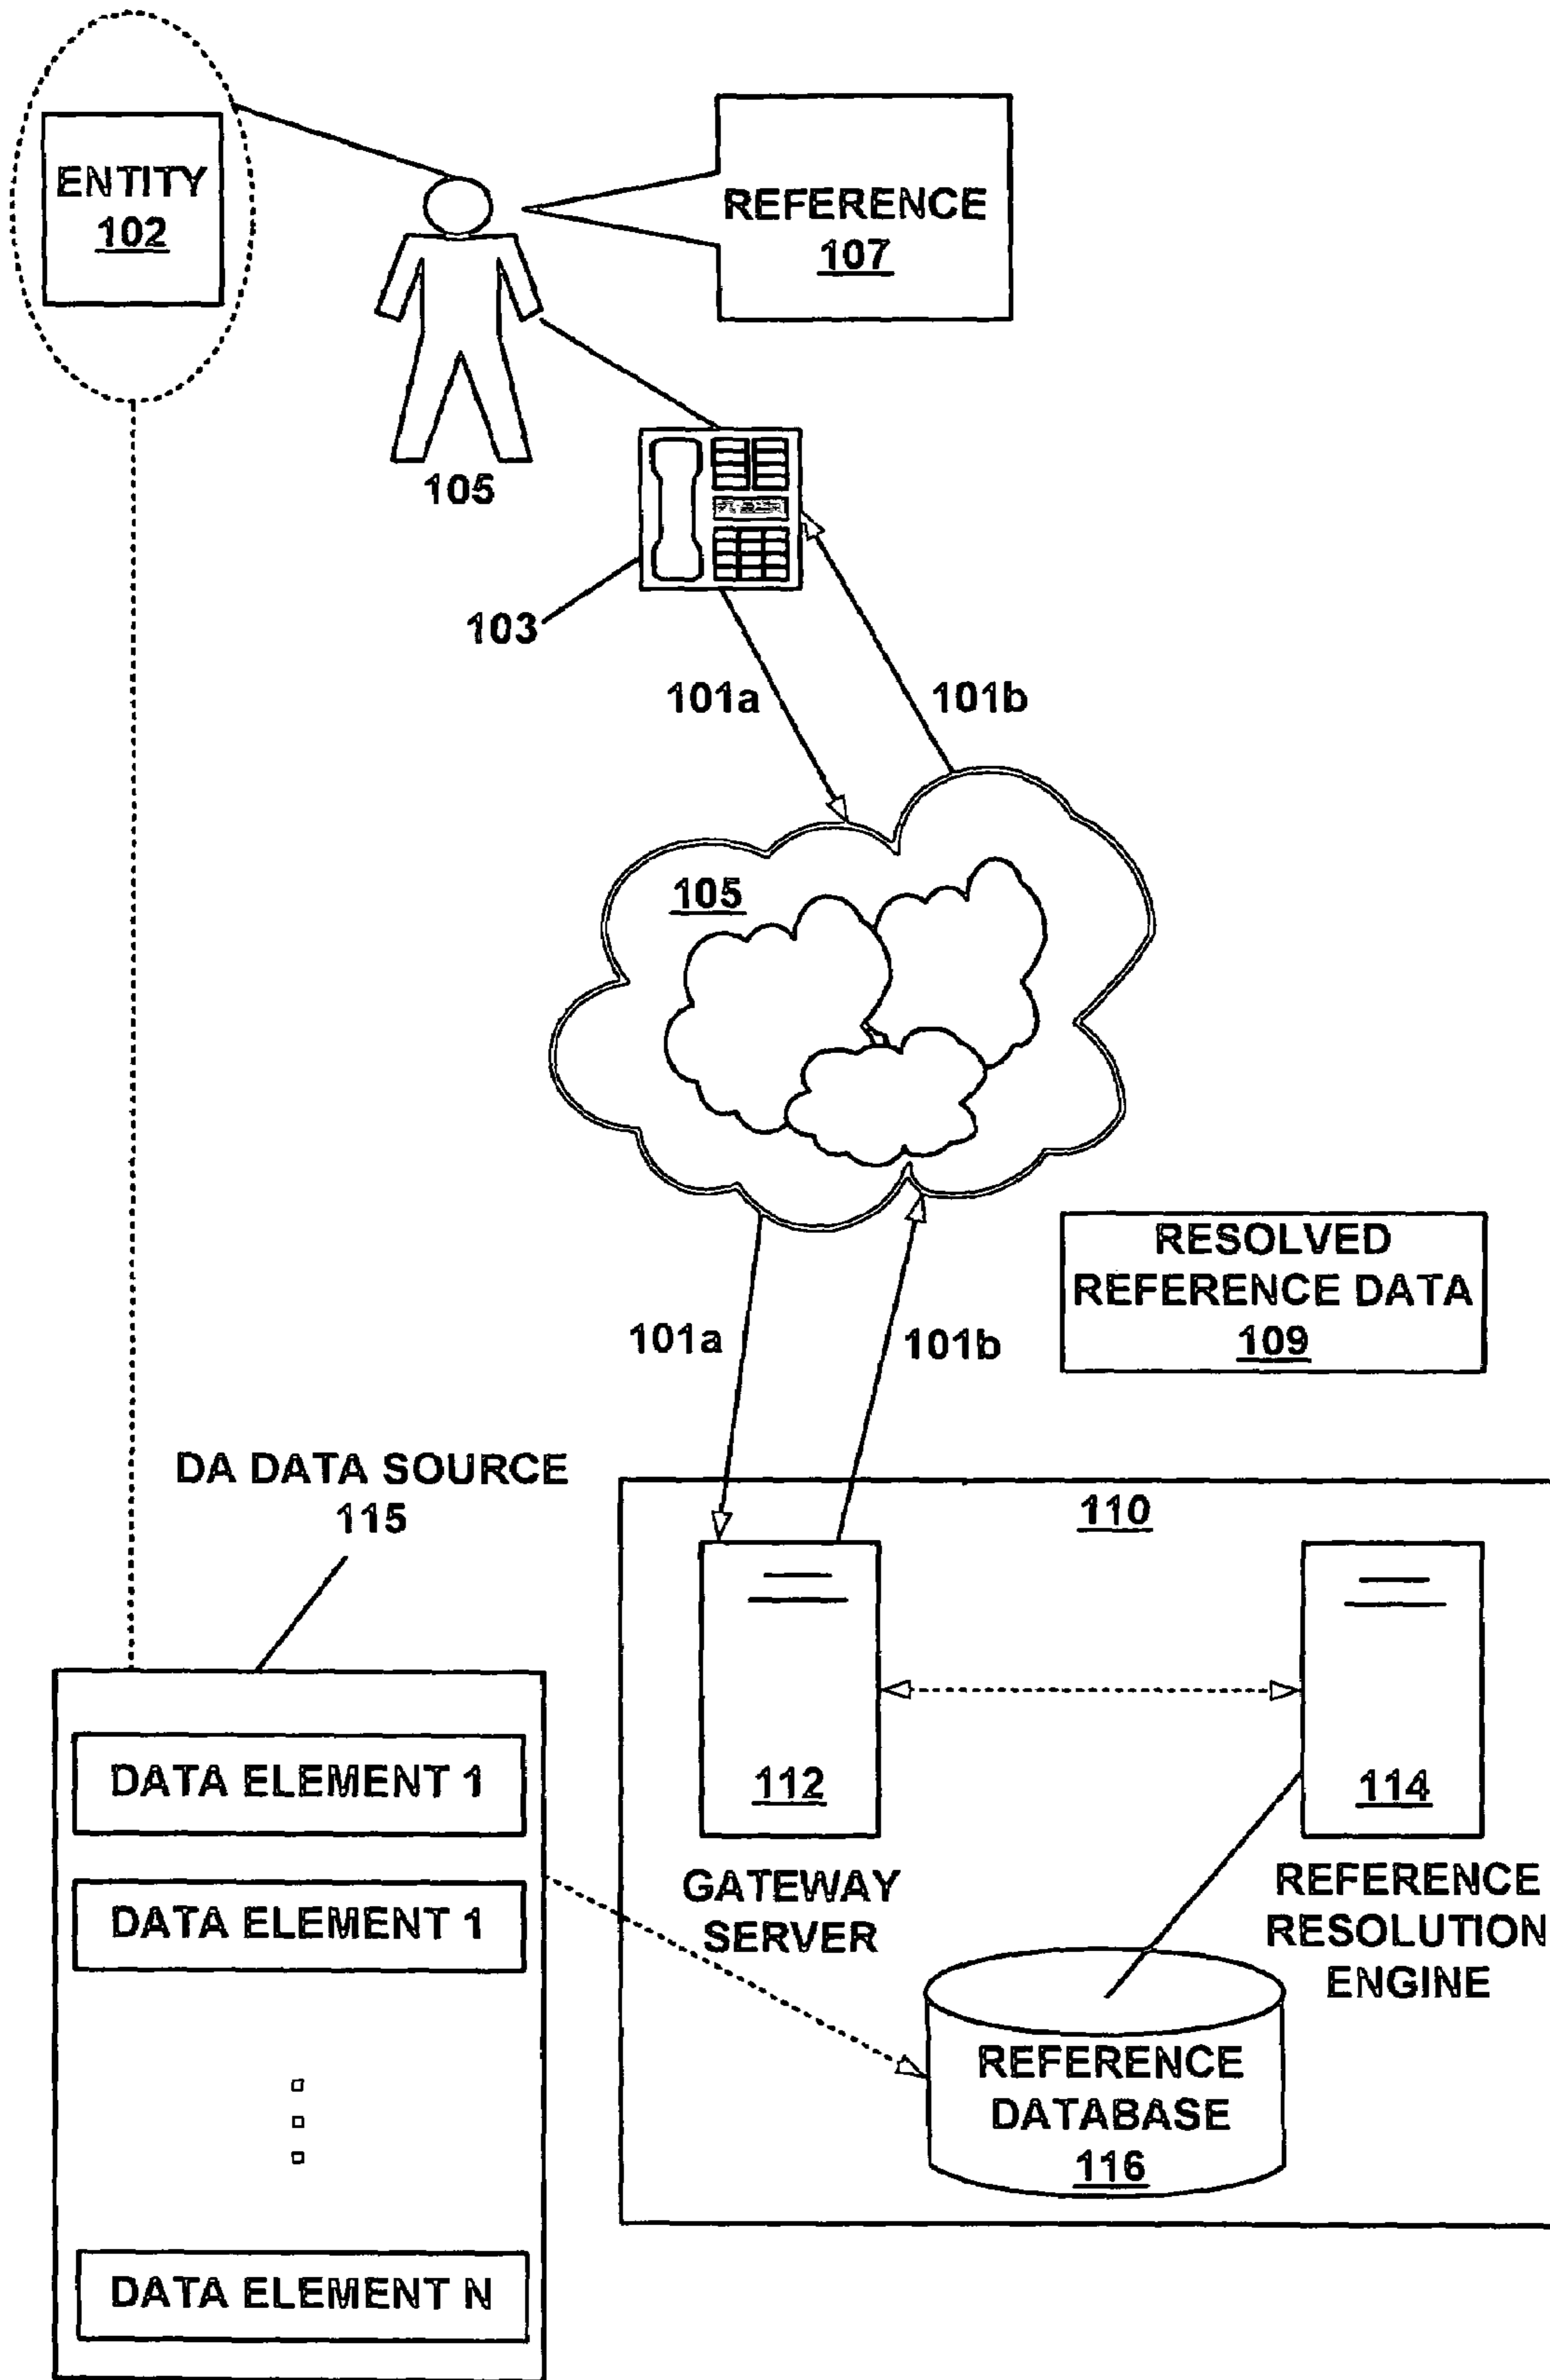 ENTITY
102
REFERENCE
107
105
103
101a
101b
105
RESOLVED
REFERENCE DATA
109
101a
101b
DA DATA SOURCE
115
110
DATA ELEMENT 1
112
114
GATEWAY
SERVER
REFERENCE
RESOLUTION
ENGINE
DATA ELEMENT 1
REFERENCE
DATABASE
116
DATA ELEMENT N